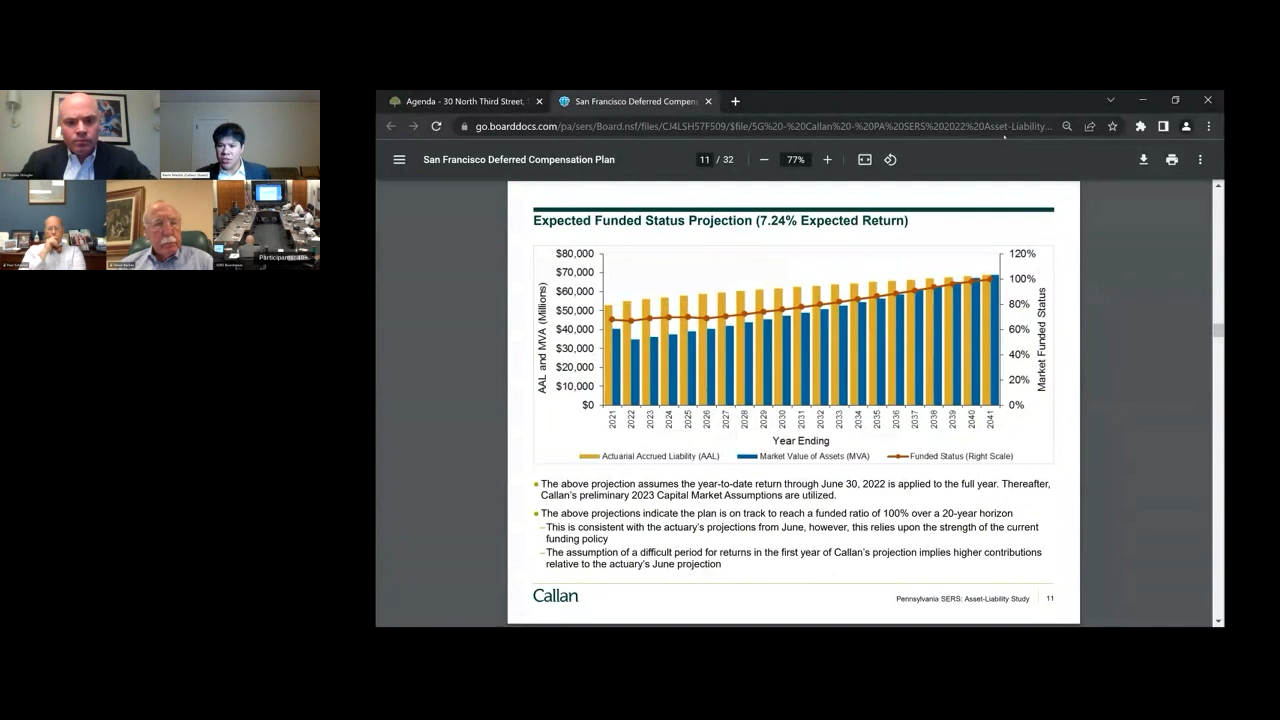 Agenda - 30 North Third Street,
San Francisco Deferred Compens
go.boarddocs.com/pa/sers/Board.nsf/files/CJ4LSH57F509/$file/5G%20-%20Callan%20-%20PA%20SERS%202022%20Asset-Liability...
San Francisco Deferred Compensation Plan
11 / 32
77%
Expected Funded Status Projection (7.24% Expected Return)
AAL and MVA (Millions)
$80,000
$70,000
$60,000
$50,000
$40,000
$30,000
$20,000
$10,000
$0
120%
100%
80%
60%
40%
20%
0%
Market Funded Status
2021 2022 2023 2024 2025 2026 2027 2028 2029 2030 2031 2032 2033 2034 2035 2036 2037 2038 2039 2040 2041
Year Ending
Actuarial Accrued Liability (AAL) Market Value of Assets (MVA) Funded Status (Right Scale)
The above projection assumes the year-to-date return through June 30, 2022 is applied to the full year. Thereafter,
Callan's preliminary 2023 Capital Market Assumptions are utilized.
The above projections indicate the plan is on track to reach a funded ratio of 100% over a 20-year horizon
–This is consistent with the actuary's projections from June, however, this relies upon the strength of the current
funding policy
–The assumption of a difficult period for returns in the first year of Callan's projection implies higher contributions
relative to the actuary's June projection
Callan
Pennsylvania SERS: Asset-Liability Study 11